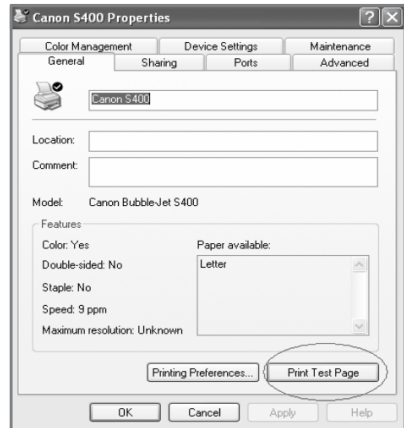 Canon S400 Properties
Color Management Device Settings Maintenance
General Sharing Ports Advanced
Canon S400
Location:
Comment:
Model: Canon Bubble-Jet S400
Features
Color: Yes Paper available:
Double-sided: No Letter
Staple: No
Speed: 9 ppm
Maximum resolution: Unknown
Printing Preferences... Print Test Page
OK Cancel Apply Help